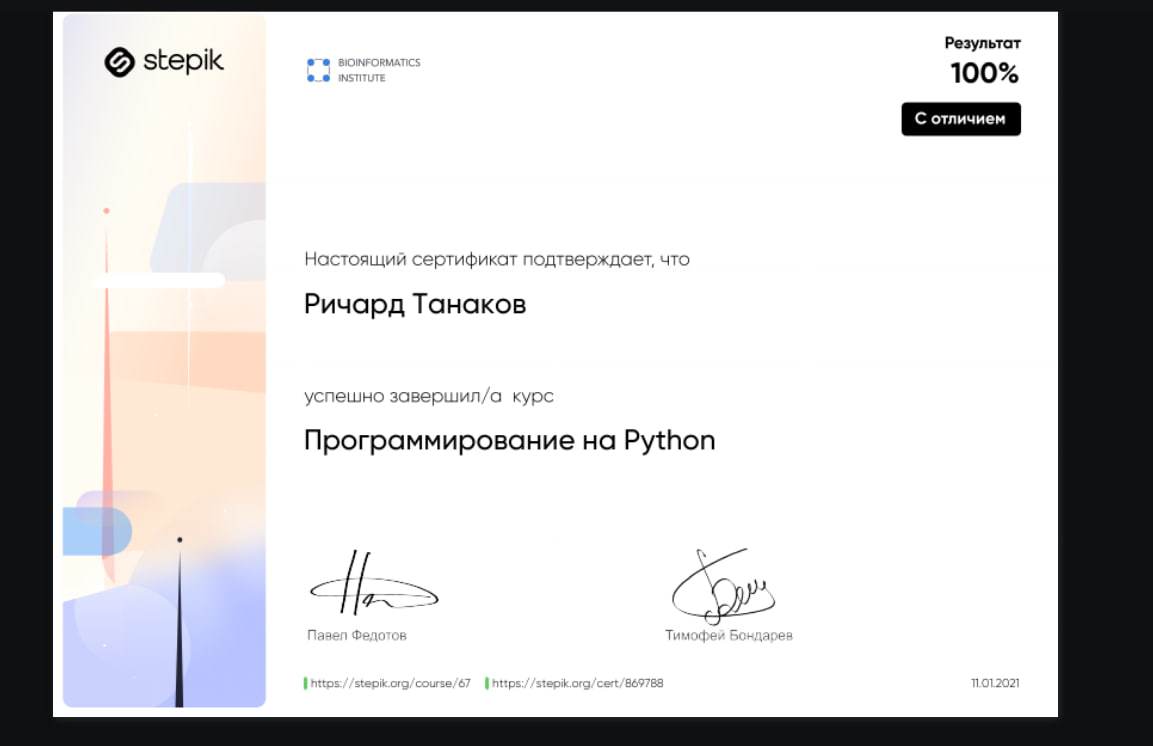 stepik
BIOINFORMATICS
INSTITUTE
Результат
100%
С отличием
Настоящий сертификат подтверждает, что
Ричард Танаков
успешно завершил/а курс
Программирование на Python
Павел Федотов
Тимофей Бондарев
https://stepik.org/course/67 https://stepik.org/cert/869788
11.01.2021